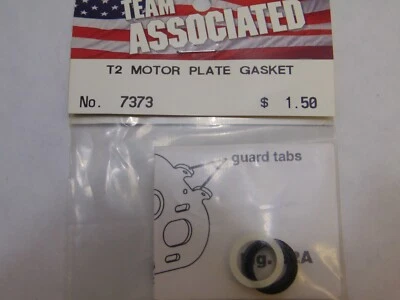 TEAM
ASSOCIATED
T2 MOTOR PLATE GASKET
No. 7373 $ 1.50
guard tabs
g. A